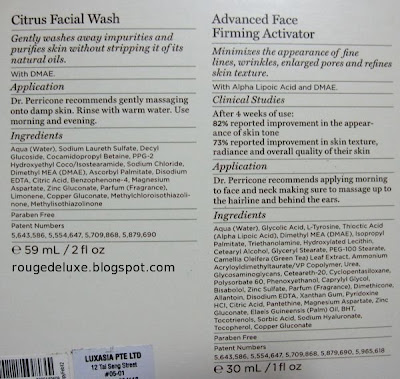 Citrus Facial Wash
Gently washes away impurities and
purifies skin without stripping it of its
natural oils.
With DMAE.
Application
Dr. Perricone recommends gently massaging
onto damp skin. Rinse with warm water. Use
morning and evening.
Ingredients
Aqua (Water), Sodium Laureth Sulfate, Decyl
Glucoside, Cocamidopropyl Betaine, PPG-2
Hydroxyethyl Coco/Isostearamide, Sodium Chloride,
Dimethyl MEA (DMAE), Ascorbyl Palmitate, Disodium
EDTA, Citric Acid, Benzophenone-4, Magnesium
Aspartate, Zinc Gluconate, Parfum (Fragrance),
Limonene, Copper Gluconate, Methylchloroisothiazoli-
none, Methylisothiazolinone
Paraben Free
Patent Numbers
5,643,586, 5,554,647, 5,709,868, 5,879,690
e 59 mL / 2 fl oz
rougedeluxe.blogspot.com
LUXASIA PTE LTD
12 Tai Seng Street
#05-01
Advanced Face
Firming Activator
Minimizes the appearance of fine
lines, wrinkles, enlarged pores and refines
skin texture.
With Alpha Lipoic Acid and DMAE.
Clinical Studies
After 4 weeks of use:
82% reported improvement in the appear-
ance of skin tone
73% reported improvement in skin texture,
radiance and overall quality of their skin
Application
Dr. Perricone recommends applying morning
to face and neck making sure to massage up to
the hairline and behind the ears.
Ingredients
Aqua (Water), Glycolic Acid, L-Tyrosine, Thioctic
Acid (Alpha Lipoic Acid), Dimethyl MEA (DMAE), Isopropyl
Palmitate, Triethanolamine, Hydroxylated Lecithin,
Cetearyl Alcohol, Glyceryl Stearate, PEG-100 Stearate,
Camellia Oleifera (Green Tea) Leaf Extract, Ammonium
Acryloyldimethyltaurate/VP Copolymer, Urea,
Glycosaminoglycans, Ceteareth-20, Cyclopentasiloxane,
Polysorbate 60, Phenoxyethanol, Caprylyl Glycol,
Bisabolol, Zinc Sulfate, Parfum (Fragrance), Dimethicone,
Allantoin, Disodium EDTA, Xanthan Gum, Pyridoxine
HCl, Citric Acid, Pantethine, Magnesium Aspartate, Zinc
Gluconate, Elaeis Guineensis (Palm) Oil, BHT,
Tocotrienols, Sorbic Acid, Sodium Hyaluronate,
Tocopherol, Copper Gluconate
Paraben Free
Patent Numbers
5,643,586, 5,554,647, 5,709,868, 5,879,690, 5,965,618
e 30 mL / 1 fl oz